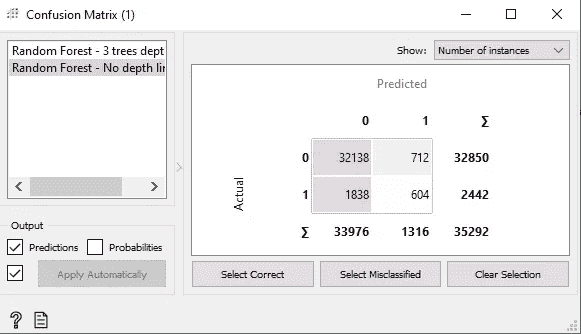 Confusion Matrix (1)
Random Forest - 3 trees dept
Random Forest - No depth lin
Show: Number of instances
Predicted
0 1 Σ
Actual
0 32138 712 32850
1 1838 604 2442
Σ 33976 1316 35292
Output
Predictions Probabilities
Apply Automatically
Select Correct Select Misclassified Clear Selection
?